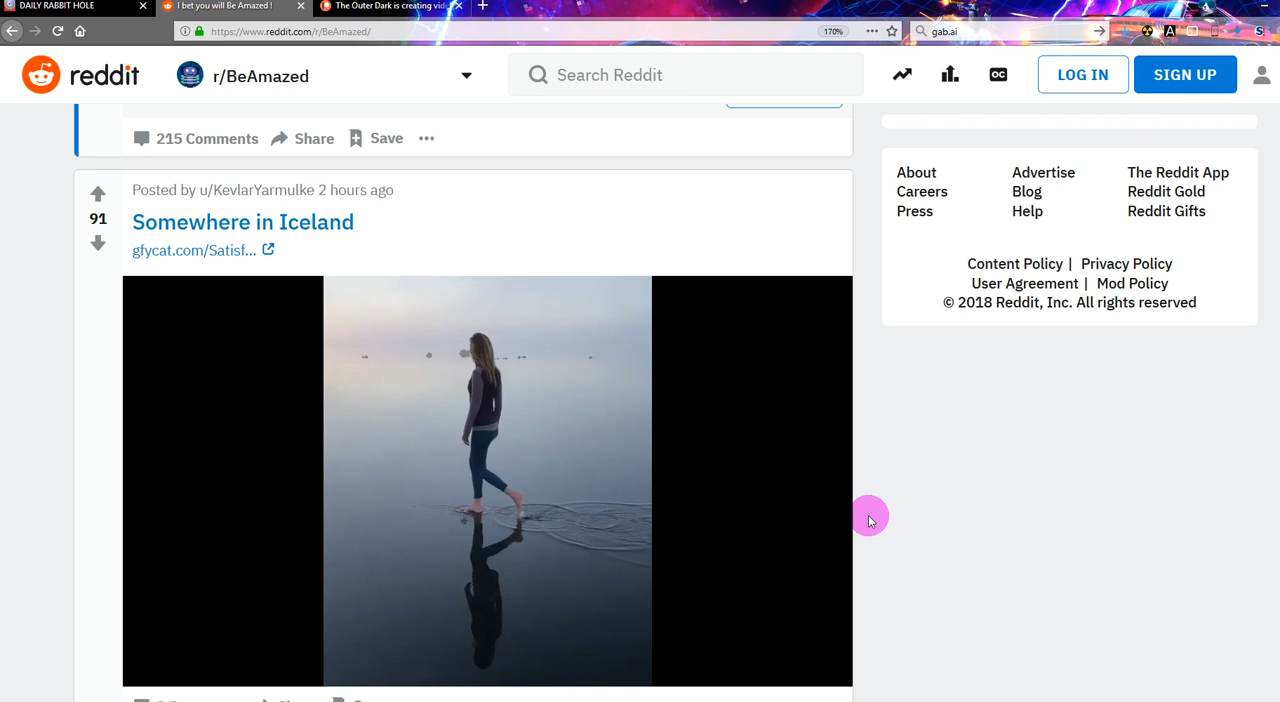 DAILY RABBIT HOLE
I bet you will Be Amazed !
The Outer Dark is creating vid
https://www.reddit.com/r/BeAmazed/
170%
gab.ai
reddit
r/BeAmazed
Search Reddit
OC
LOG IN
SIGN UP
215 Comments
Share
Save
Posted by u/KevlarYarmulke 2 hours ago
91
Somewhere in Iceland
gfycat.com/Satisf...
About
Advertise
The Reddit App
Careers
Blog
Reddit Gold
Press
Help
Reddit Gifts
Content Policy | Privacy Policy
User Agreement | Mod Policy
© 2018 Reddit, Inc. All rights reserved